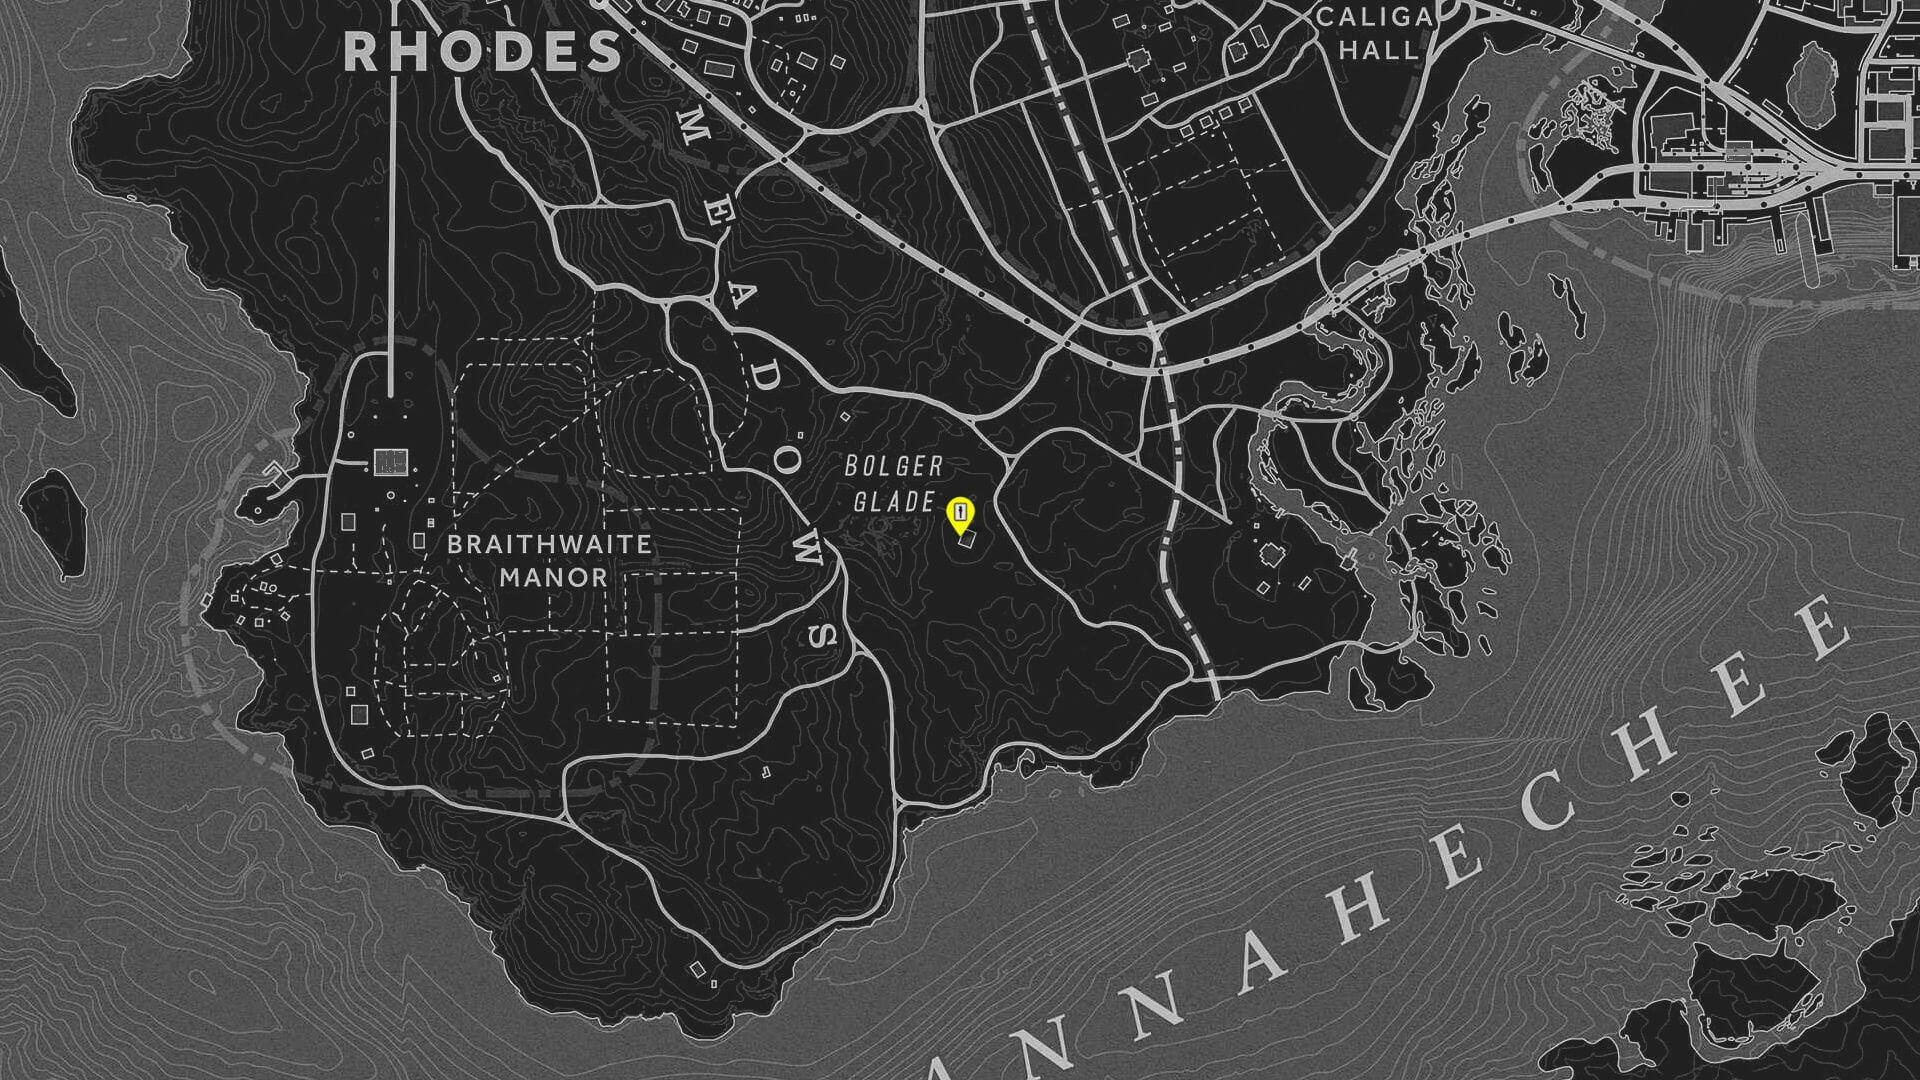 RHODES
CALIGA
HALL
MEADOWS
BOLGER
GLADE
BRAITHWAITE
MANOR
ANNAHECHEE